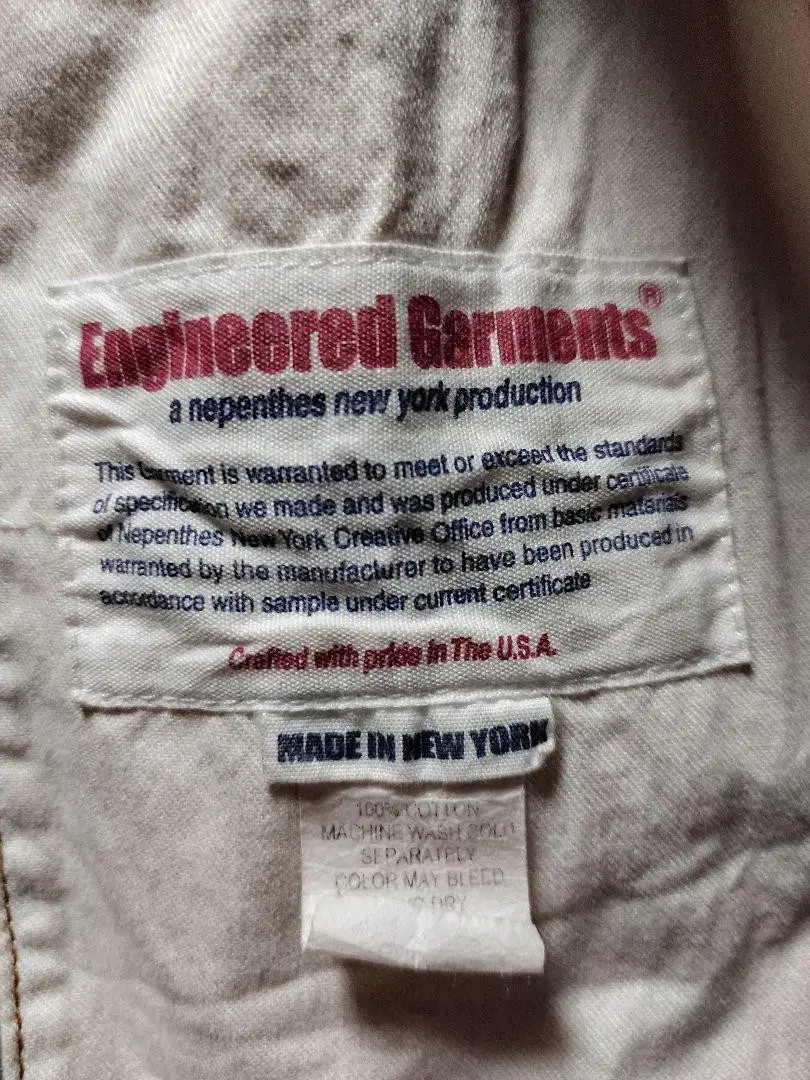 Engineered Garments®
a nepenthes new york production
This Garment is warranted to meet or exceed the standards
of specification we made and was produced under certificate
of Nepenthes New York Creative Office from basic materials
warranted by the manufacturer to have been produced in
accordance with sample under current certificate
Crafted with pride in The U.S.A.
MADE IN NEW YORK
100% COTTON
MACHINE WASH COLD
SEPARATELY
COLOR MAY BLEED
DRY